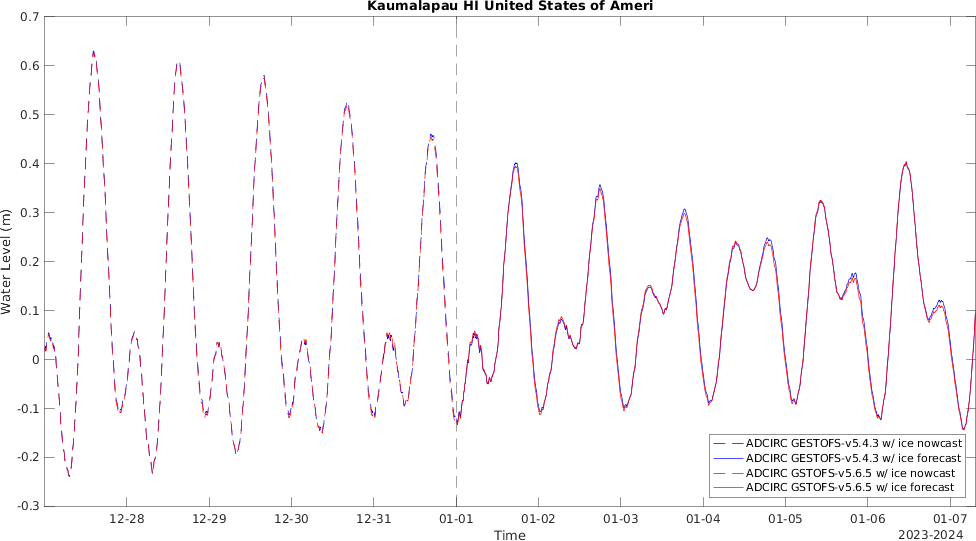 Kaumalapau HI United States of Ameri
0.7
0.6
0.5
0.4
0.3
0.2
0.1
0
-0.1
-0.2
-0.3
Water Level (m)
12-28 12-29 12-30 12-31 01-01 01-02 01-03 01-04 01-05 01-06 01-07
Time
2023-2024
ADCIRC GESTOFS-v5.4.3 w/ ice nowcast
ADCIRC GESTOFS-v5.4.3 w/ ice forecast
ADCIRC GSTOFS-v5.6.5 w/ ice nowcast
ADCIRC GSTOFS-v5.6.5 w/ ice forecast